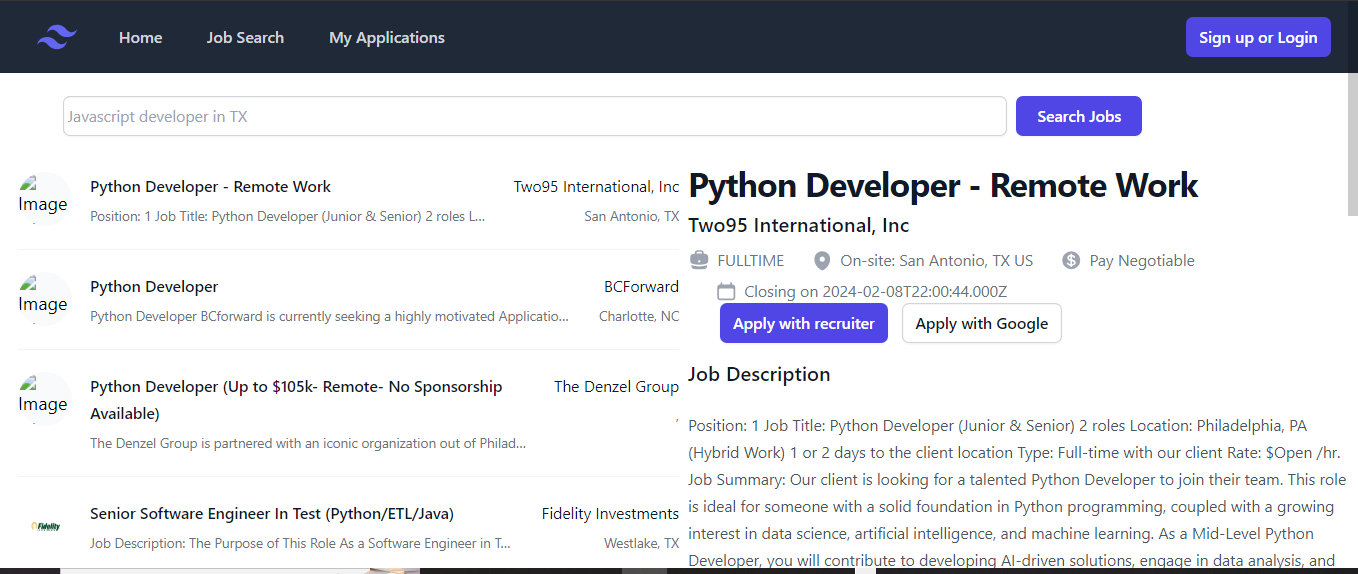 Home
Job Search
My Applications
Sign up or Login
Javascript developer in TX
Search Jobs
Image
Python Developer - Remote Work
Two95 International, Inc
Position: 1 Job Title: Python Developer (Junior & Senior) 2 roles L...
San Antonio, TX
Image
Python Developer
BCForward
Python Developer BCforward is currently seeking a highly motivated Applicatio...
Charlotte, NC
Image
Python Developer (Up to $105k- Remote- No Sponsorship
Available)
The Denzel Group
,
The Denzel Group is partnered with an iconic organization out of Philad...
Fidelity
Senior Software Engineer In Test (Python/ETL/Java)
Fidelity Investments
Job Description: The Purpose of This Role As a Software Engineer in T...
Westlake, TX
Python Developer - Remote Work
Two95 International, Inc
FULLTIME
On-site: San Antonio, TX US
Pay Negotiable
Closing on 2024-02-08T22:00:44.000Z
Apply with recruiter
Apply with Google
Job Description
Position: 1 Job Title: Python Developer (Junior & Senior) 2 roles Location: Philadelphia, PA
(Hybrid Work) 1 or 2 days to the client location Type: Full-time with our client Rate: $Open /hr.
Job Summary: Our client is looking for a talented Python Developer to join their team. This role
is ideal for someone with a solid foundation in Python programming, coupled with a growing
interest in data science, artificial intelligence, and machine learning. As a Mid-Level Python
Developer, you will contribute to developing AI-driven solutions, engage in data analysis, and